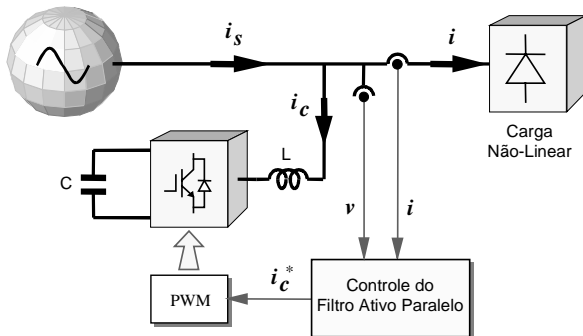 i_s
i
i_c
Carga
Não-Linear
L
C
v
i
i_c^*
PWM
Controle do
Filtro Ativo Paralelo